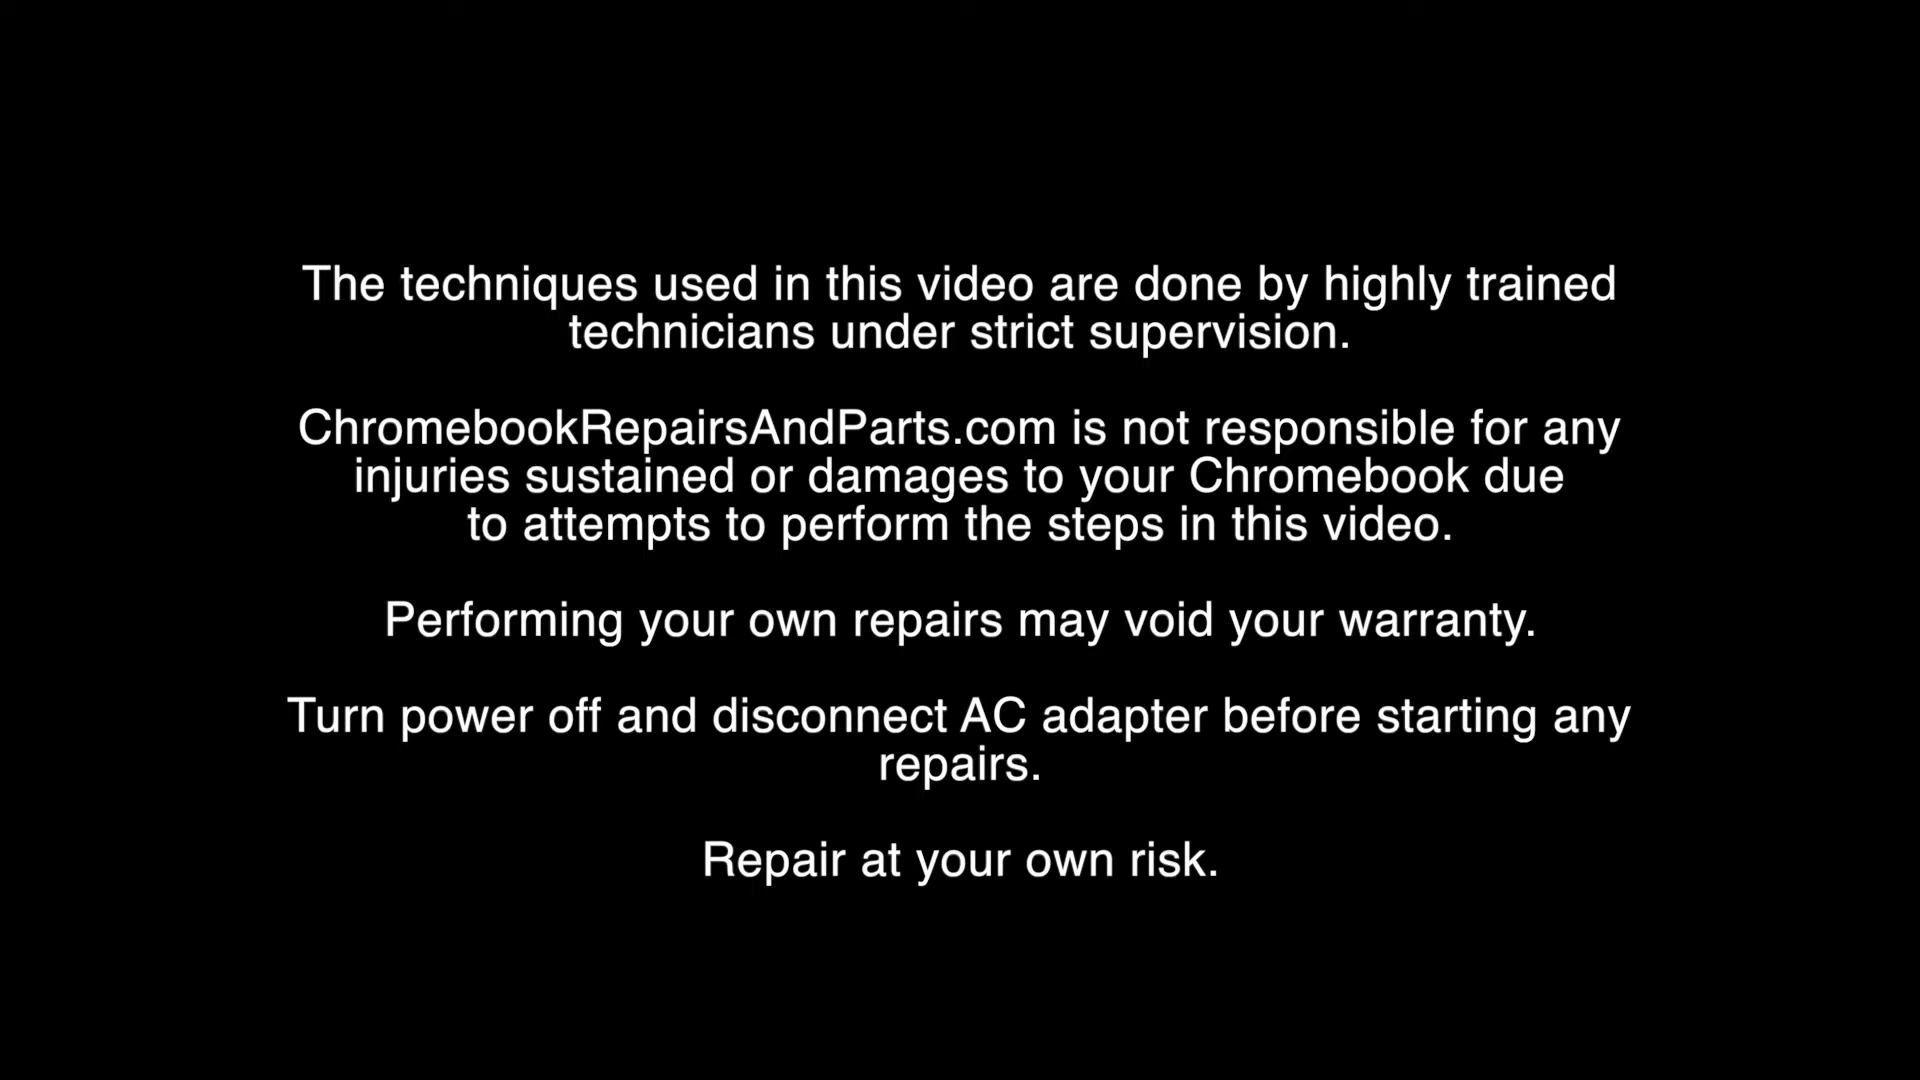 The techniques used in this video are done by highly trained
technicians under strict supervision.
ChromebookRepairsAndParts.com is not responsible for any
injuries sustained or damages to your Chromebook due
to attempts to perform the steps in this video.
Performing your own repairs may void your warranty.
Turn power off and disconnect AC adapter before starting any
repairs.
Repair at your own risk.